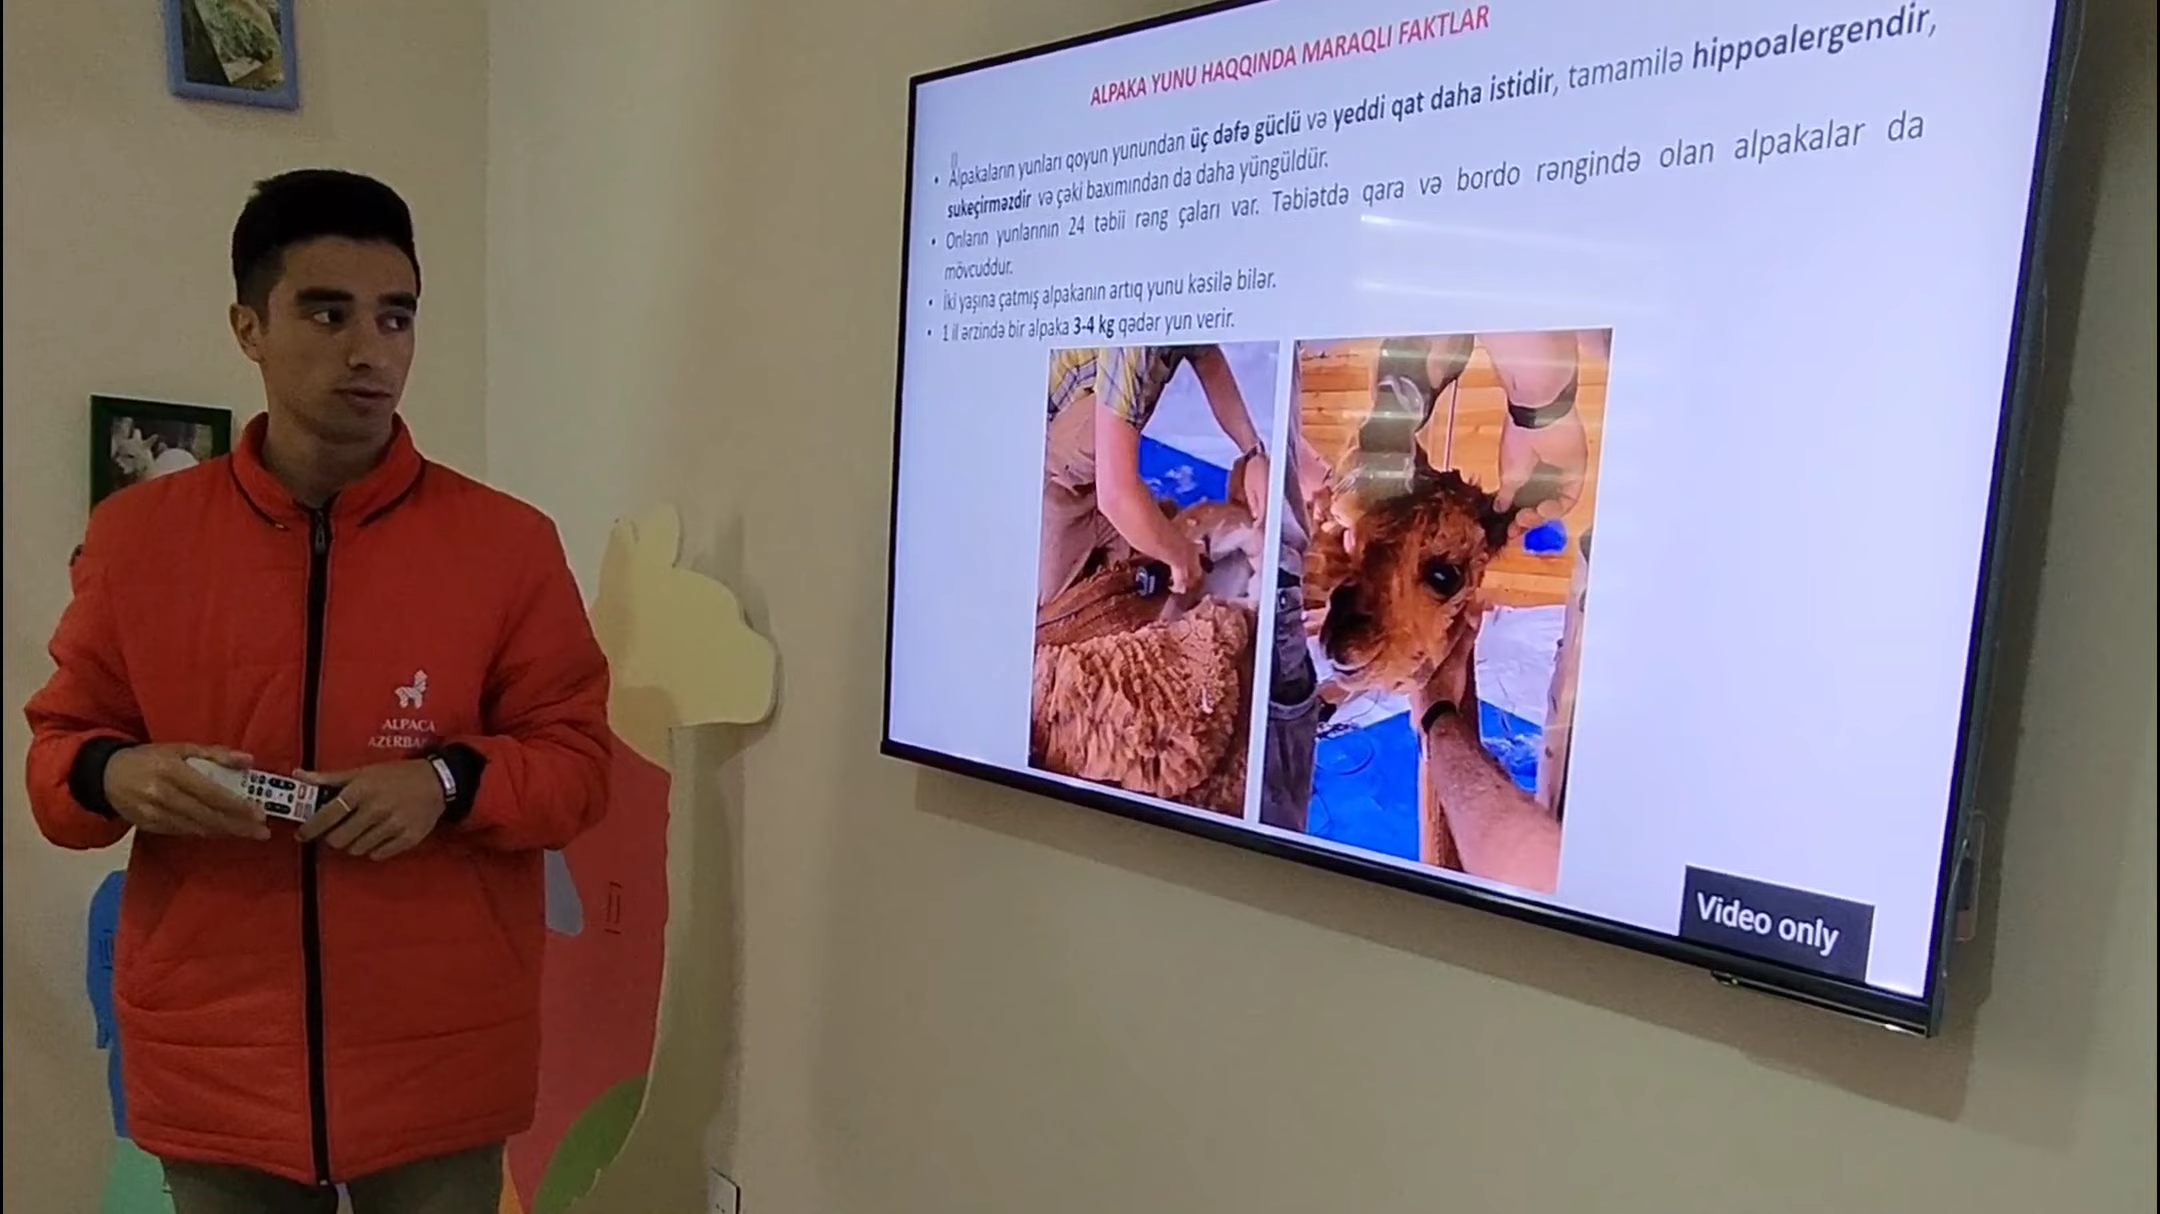 ALPAKA YUNU HAQQINDA MARAQLI FAKTLAR
• Alpakaların yunları qoyun yunundan üç dəfə güclü və yeddi qat daha istidir, tamamilə hippoalergendir,
sukeçirməzdir və çəki baxımından da daha yüngüldür.
• Onların yunlarının 24 təbii rəng çaları var. Təbiətdə qara və bordo rəngində olan alpakalar da
mövcuddur.
• İki yaşına çatmış alpakanın artıq yunu kəsilə bilər.
• 1 il ərzində bir alpaka 3-4 kg qədər yun verir.
Video only
ALPACA